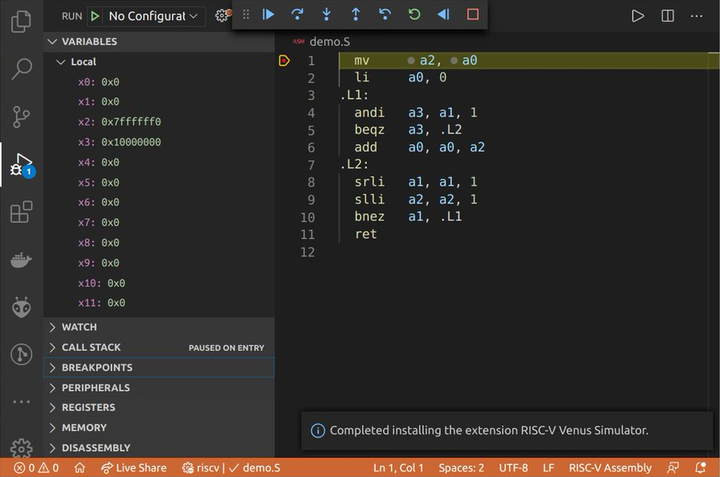 RUN No Configurat
VARIABLES
Local
x0: 0x0
x1: 0x0
x2: 0x7ffffff0
x3: 0x10000000
x4: 0x0
x5: 0x0
x6: 0x0
x7: 0x0
x8: 0x0
x9: 0x0
x10: 0x0
x11: 0x0
WATCH
CALL STACK PAUSED ON ENTRY
BREAKPOINTS
PERIPHERALS
REGISTERS
MEMORY
DISASSEMBLY
1
ASM demo.S
1 mv a2, a0
2 li a0, 0
3 .L1:
4 andi a3, a1, 1
5 beqz a3, .L2
6 add a0, a0, a2
7 .L2:
8 srli a1, a1, 1
9 slli a2, a2, 1
10 bnez a1, .L1
11 ret
12
Completed installing the extension RISC-V Venus Simulator.
0 0 Live Share riscv | demo.S Ln 1, Col 1 Spaces: 2 UTF-8 LF RISC-V Assembly